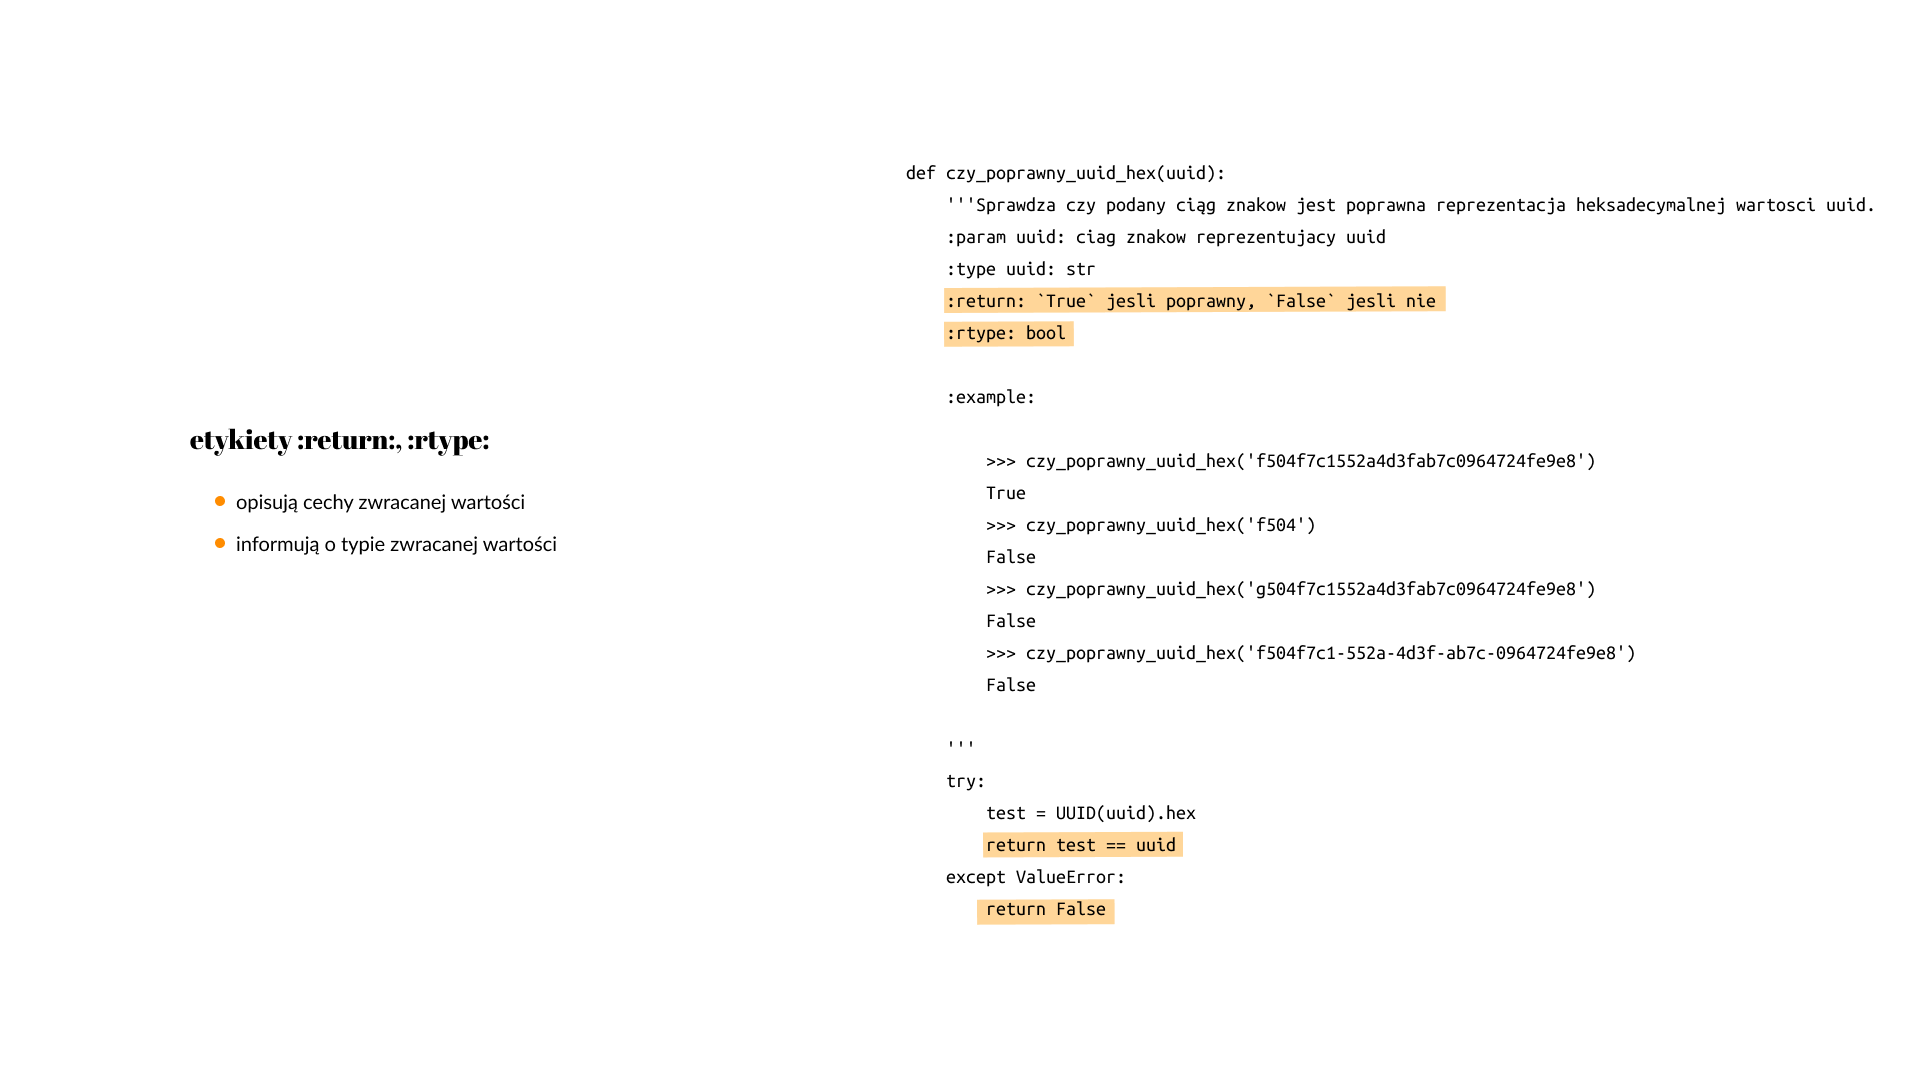 etykiety :return:, :rtype:
opisują cechy zwracanej wartości
informują o typie zwracanej wartości
def czy_poprawny_uuid_hex(uuid):
    '''Sprawdza czy podany ciąg znakow jest poprawna reprezentacja heksadecymalnej wartosci uuid.
    :param uuid: ciag znakow reprezentujacy uuid
    :type uuid: str
    :return: `True` jesli poprawny, `False` jesli nie
    :rtype: bool
    :example:
        >>> czy_poprawny_uuid_hex('f504f7c1552a4d3fab7c0964724fe9e8')
        True
        >>> czy_poprawny_uuid_hex('f504')
        False
        >>> czy_poprawny_uuid_hex('g504f7c1552a4d3fab7c0964724fe9e8')
        False
        >>> czy_poprawny_uuid_hex('f504f7c1-552a-4d3f-ab7c-0964724fe9e8')
        False
    '''
    try:
        test = UUID(uuid).hex
        return test == uuid
    except ValueError:
        return False